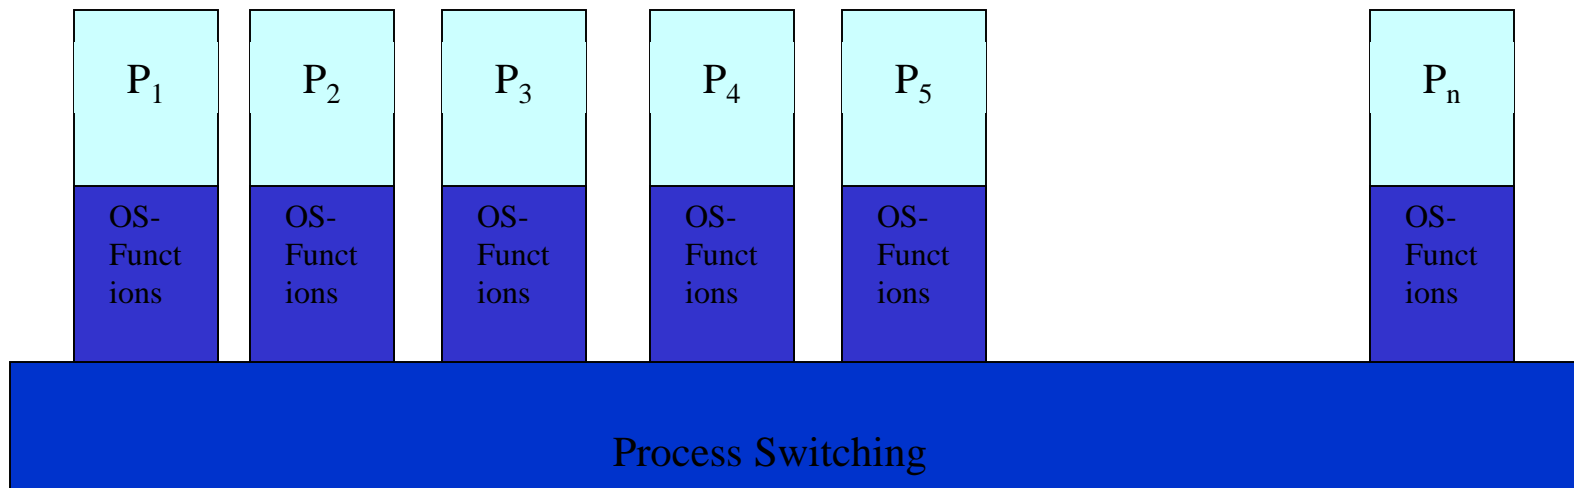 P₁ P₂ P₃ P₄ P₅ Pₙ
OS- OS- OS- OS- OS- OS-
Funct Funct Funct Funct Funct Funct
ions ions ions ions ions ions
Process Switching